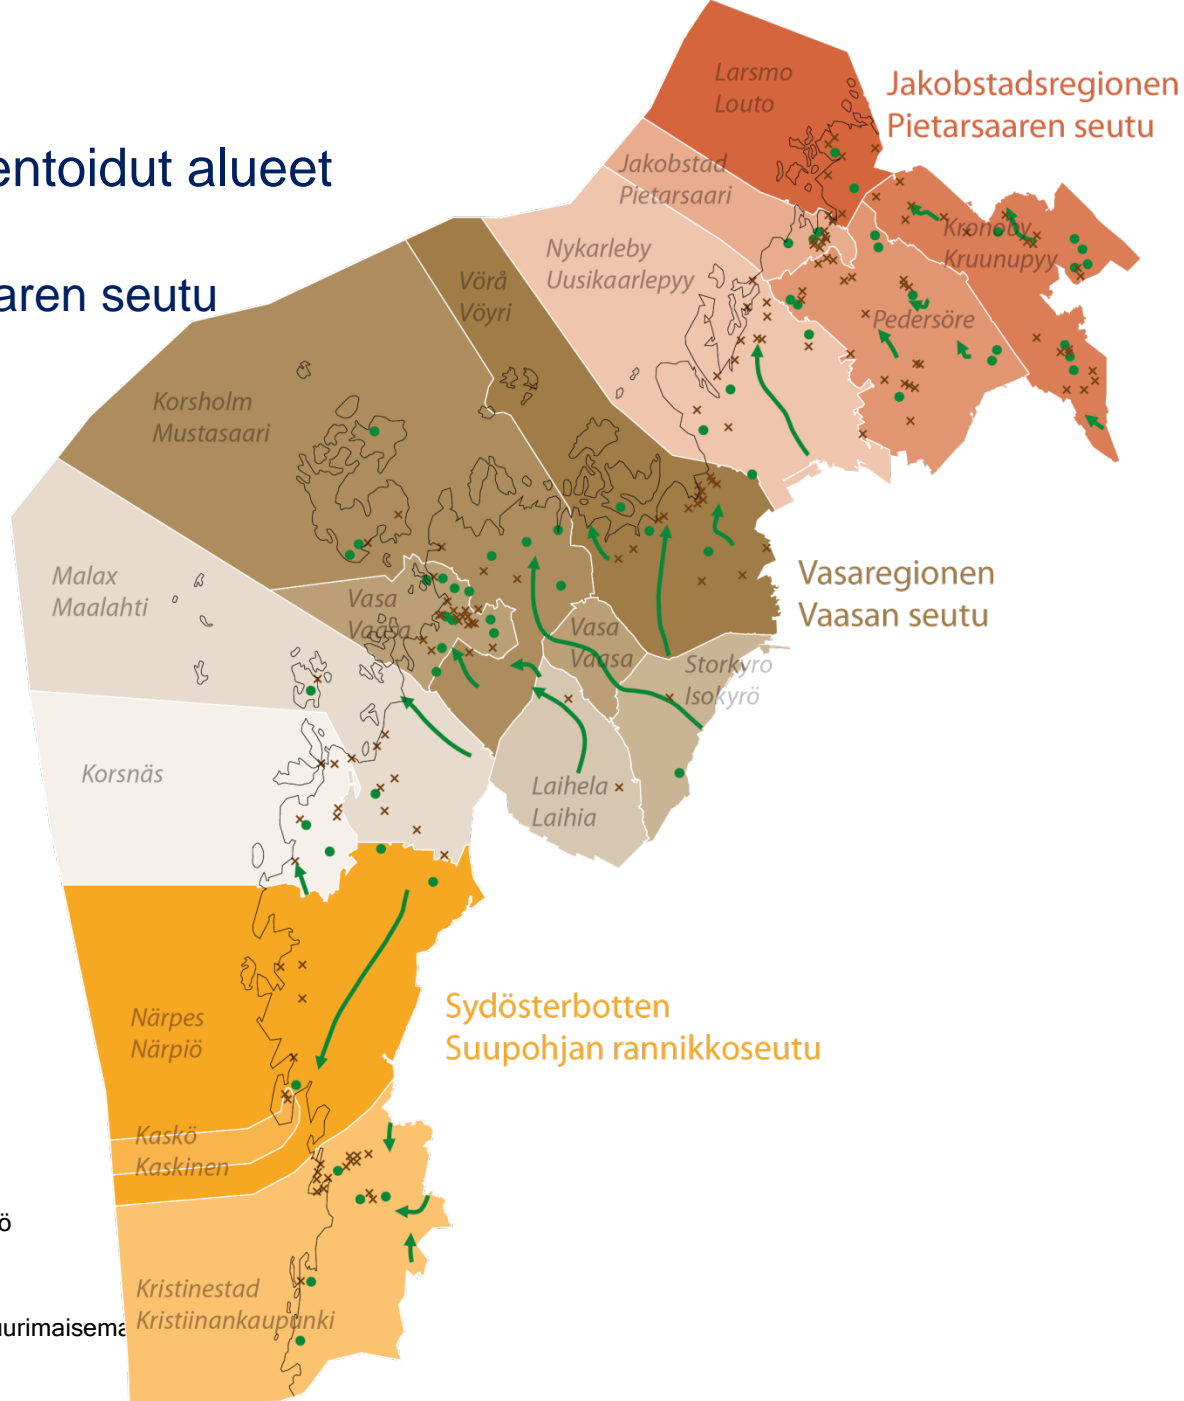 entoidut alueet
aren seutu
Larsmo
Louto
Jakobstadsregionen
Pietarsaaren seutu
Jakobstad
Pietarsaari
Nykarleby
Uusikaarlepyy
Kronoby
Kruunupyy
Vörå
Vöyri
Pedersöre
Korsholm
Mustasaari
Malax
Maalahti
Vasa
Vaasa
Vasa
Vaasa
Vasaregionen
Vaasan seutu
Storkyro
Isokyrö
Korsnäs
Laihela
Laihia
Närpes
Närpiö
Sydösterbotten
Suupohjan rannikkoseutu
Kaskö
Kaskinen
ö
Kristinestad
Kristiinankaupunki
urimaisema